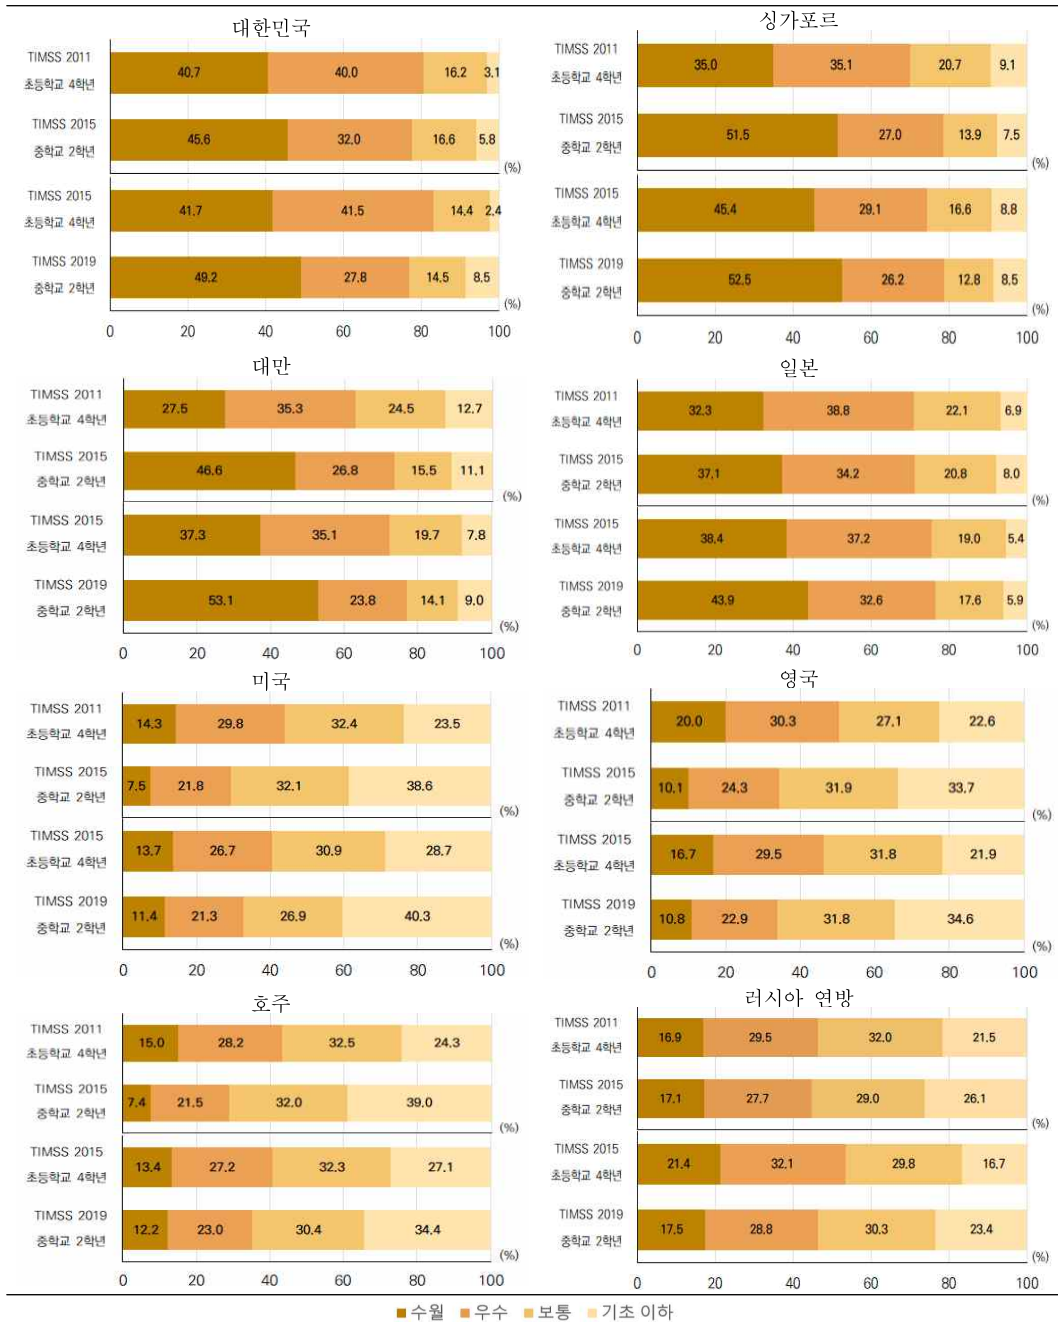 대한민국
TIMSS 2011
초등학교 4학년
40.7 40.0 16.2 3.1
TIMSS 2015
중학교 2학년
45.6 32.0 16.6 5.8
(%)
TIMSS 2015
초등학교 4학년
41.7 41.5 14.4 2.4
TIMSS 2019
중학교 2학년
49.2 27.8 14.5 8.5
(%)
0 20 40 60 80 100
싱가포르
TIMSS 2011
초등학교 4학년
35.0 35.1 20.7 9.1
TIMSS 2015
중학교 2학년
51.5 27.0 13.9 7.5
(%)
TIMSS 2015
초등학교 4학년
45.4 29.1 16.6 8.8
TIMSS 2019
중학교 2학년
52.5 26.2 12.8 8.5
(%)
0 20 40 60 80 100
대만
TIMSS 2011
초등학교 4학년
27.5 35.3 24.5 12.7
TIMSS 2015
중학교 2학년
46.6 26.8 15.5 11.1
(%)
TIMSS 2015
초등학교 4학년
37.3 35.1 19.7 7.8
TIMSS 2019
중학교 2학년
53.1 23.8 14.1 9.0
(%)
0 20 40 60 80 100
일본
TIMSS 2011
초등학교 4학년
32.3 38.8 22.1 6.9
TIMSS 2015
중학교 2학년
37.1 34.2 20.8 8.0
(%)
TIMSS 2015
초등학교 4학년
38.4 37.2 19.0 5.4
TIMSS 2019
중학교 2학년
43.9 32.6 17.6 5.9
(%)
0 20 40 60 80 100
미국
TIMSS 2011
초등학교 4학년
14.3 29.8 32.4 23.5
TIMSS 2015
중학교 2학년
7.5 21.8 32.1 38.6
(%)
TIMSS 2015
초등학교 4학년
13.7 26.7 30.9 28.7
TIMSS 2019
중학교 2학년
11.4 21.3 26.9 40.3
(%)
0 20 40 60 80 100
영국
TIMSS 2011
초등학교 4학년
20.0 30.3 27.1 22.6
TIMSS 2015
중학교 2학년
10.1 24.3 31.9 33.7
(%)
TIMSS 2015
초등학교 4학년
16.7 29.5 31.8 21.9
TIMSS 2019
중학교 2학년
10.8 22.9 31.8 34.6
(%)
0 20 40 60 80 100
호주
TIMSS 2011
초등학교 4학년
15.0 28.2 32.5 24.3
TIMSS 2015
중학교 2학년
7.4 21.5 32.0 39.0
(%)
TIMSS 2015
초등학교 4학년
13.4 27.2 32.3 27.1
TIMSS 2019
중학교 2학년
12.2 23.0 30.4 34.4
(%)
0 20 40 60 80 100
러시아 연방
TIMSS 2011
초등학교 4학년
16.9 29.5 32.0 21.5
TIMSS 2015
중학교 2학년
17.1 27.7 29.0 26.1
(%)
TIMSS 2015
초등학교 4학년
21.4 32.1 29.8 16.7
TIMSS 2019
중학교 2학년
17.5 28.8 30.3 23.4
(%)
0 20 40 60 80 100
수월 우수 보통 기초 이하